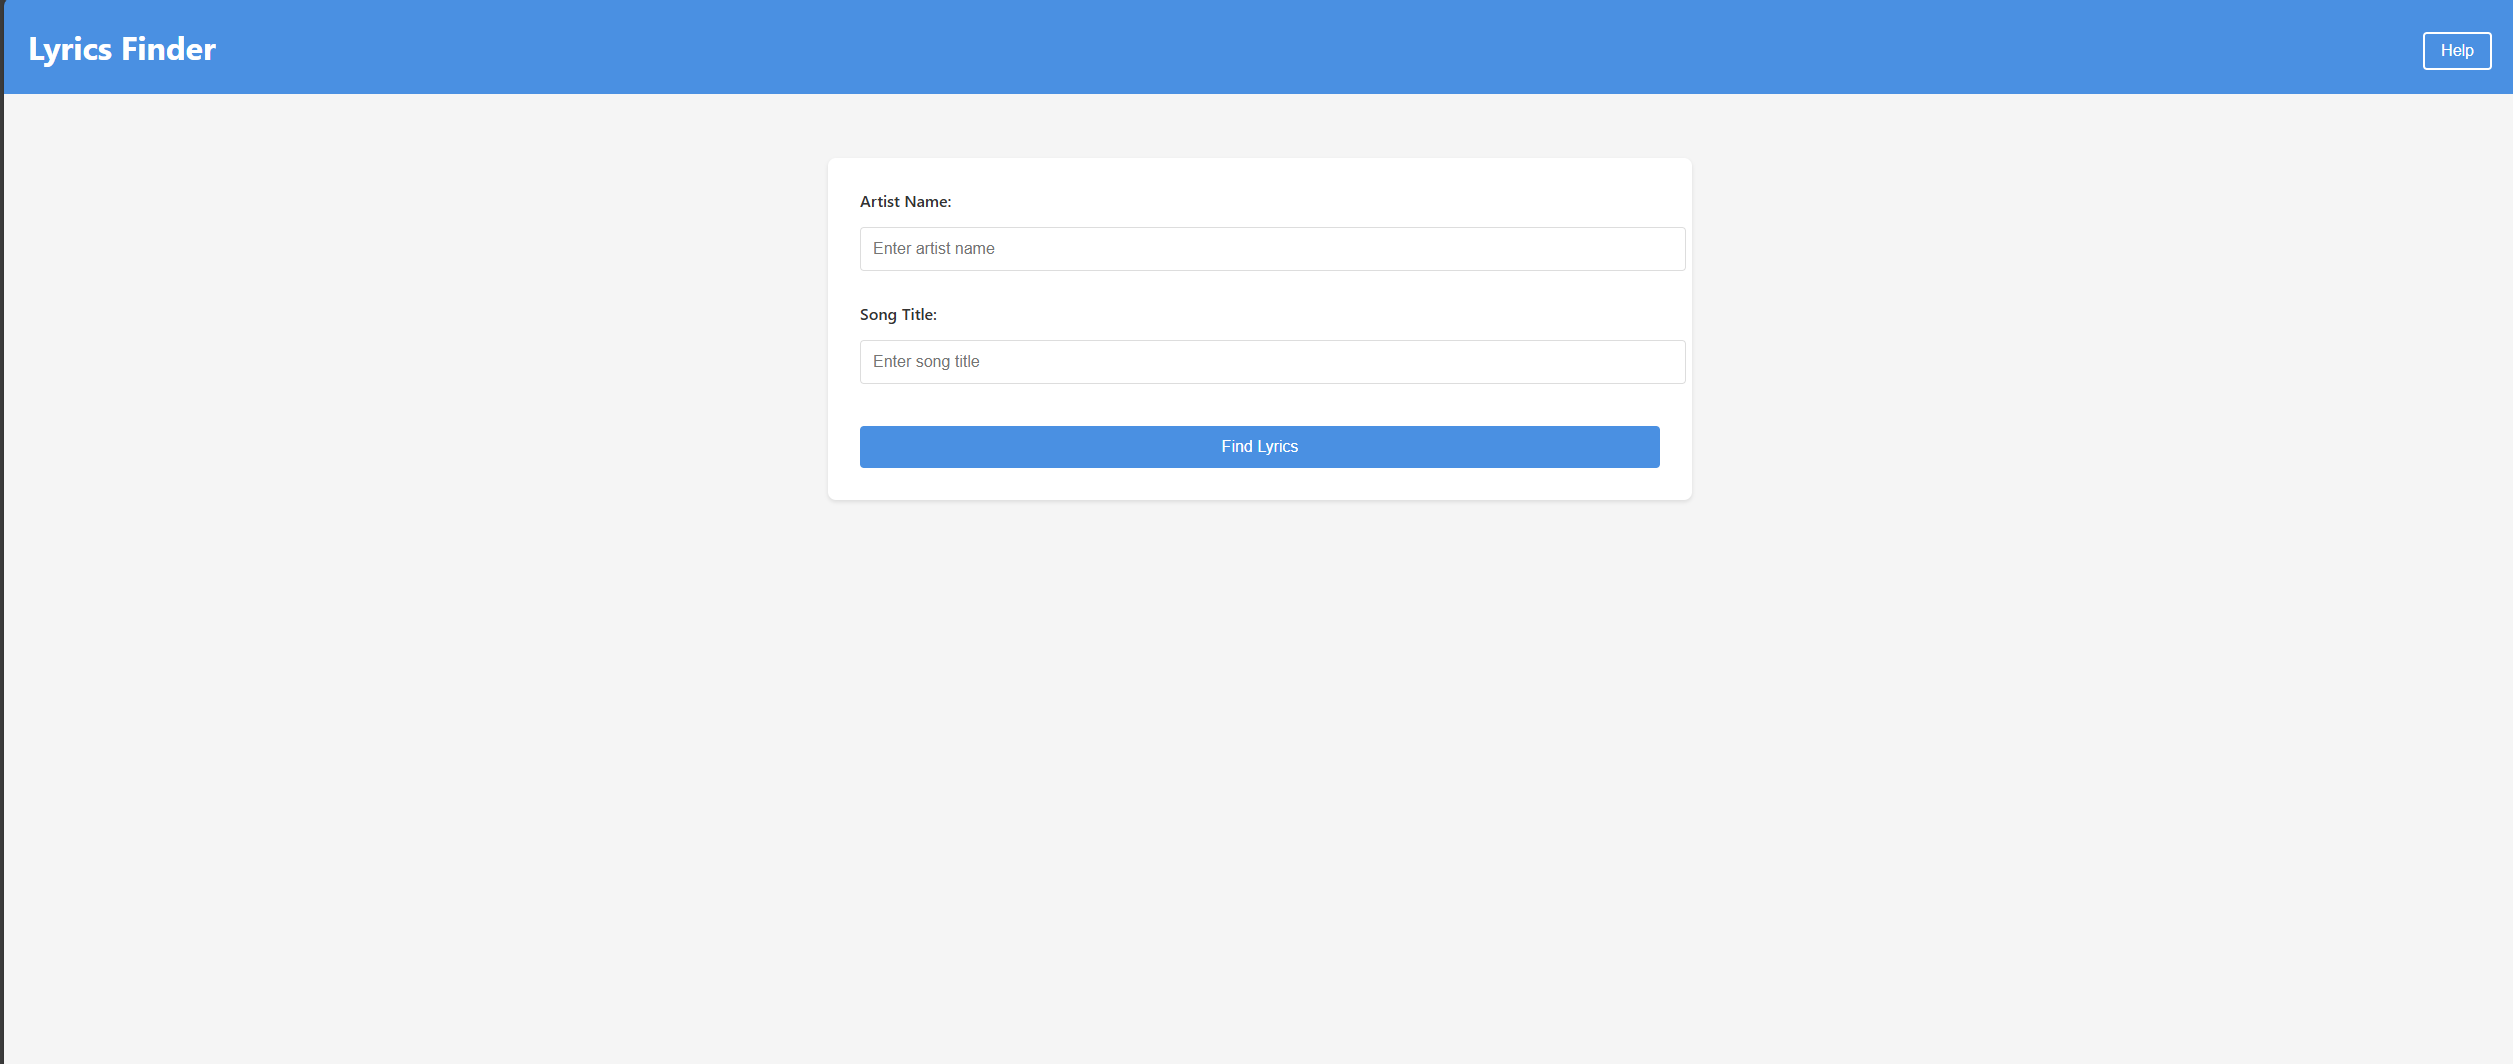 Lyrics Finder
Help
Artist Name:
Enter artist name
Song Title:
Enter song title
Find Lyrics